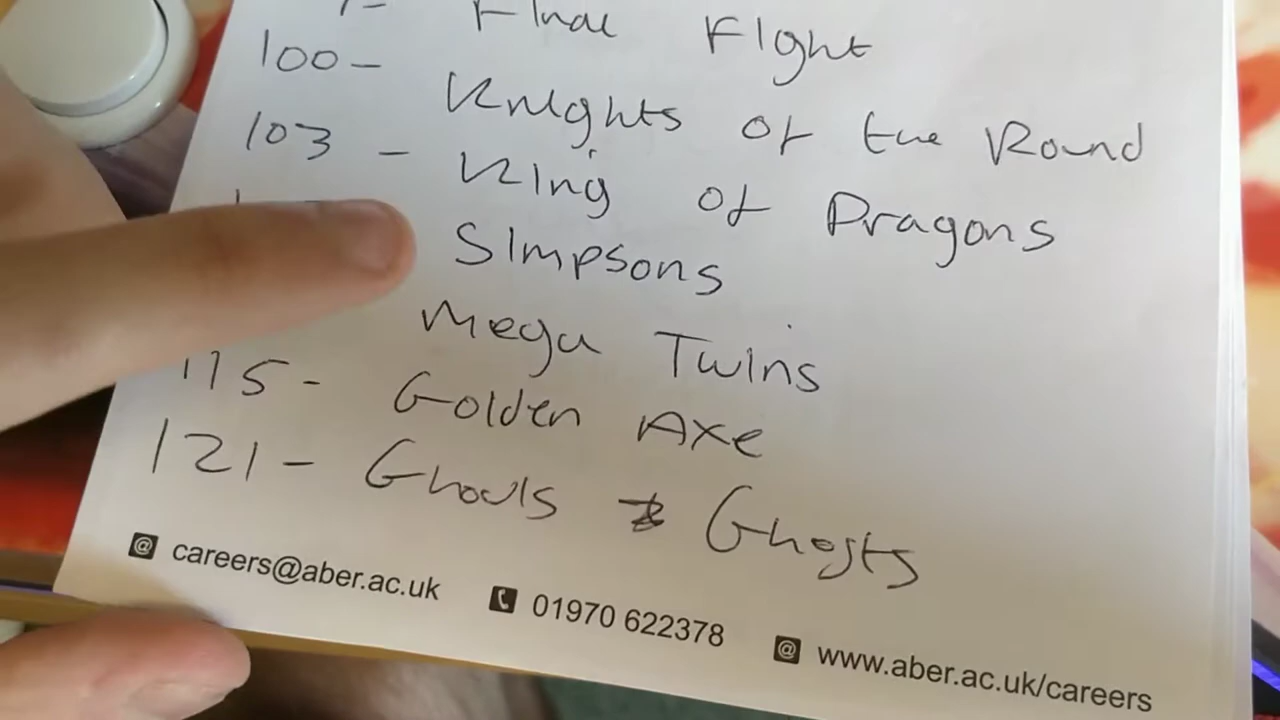 Final Fight
100 - Knights of the Round
103 - King of Dragons
Simpsons
Mega Twins
115 - Golden Axe
121 - Ghouls & Ghosts
@ careers@aber.ac.uk 01970 622378 @ www.aber.ac.uk/careers